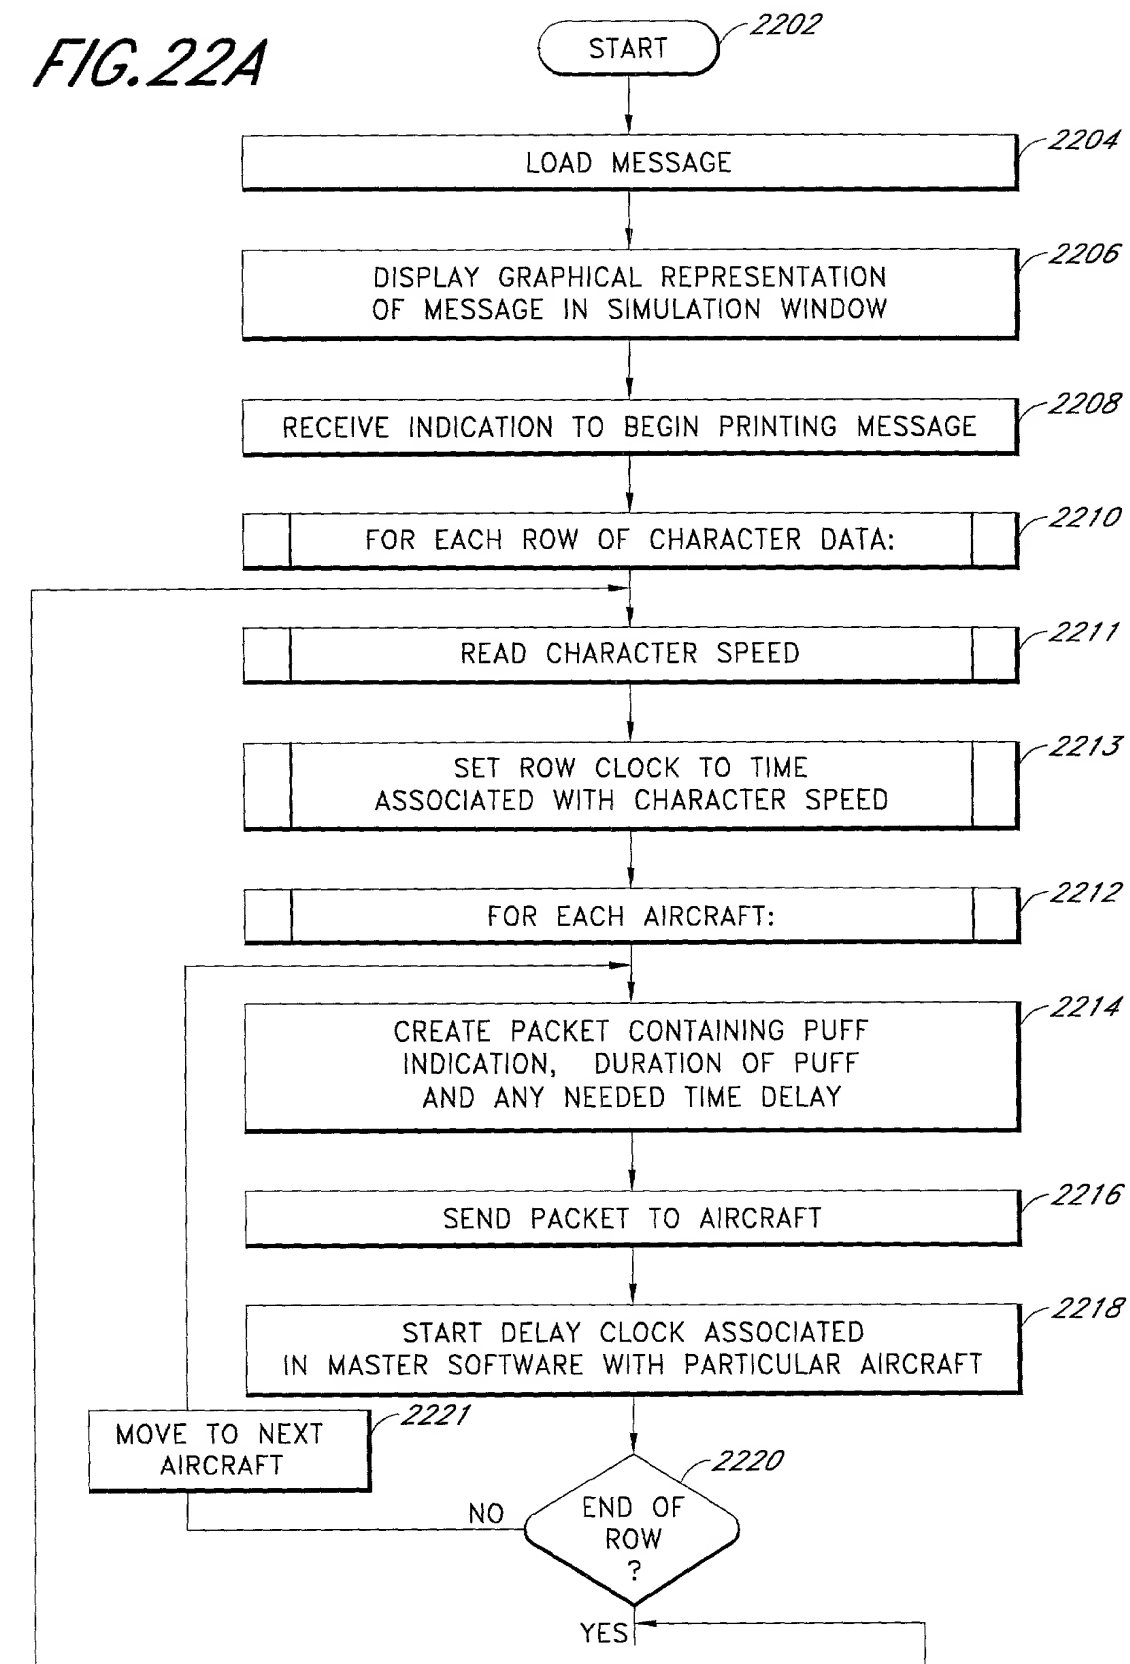 FIG.22A
START
2202
LOAD MESSAGE
2204
DISPLAY GRAPHICAL REPRESENTATION
OF MESSAGE IN SIMULATION WINDOW
2206
RECEIVE INDICATION TO BEGIN PRINTING MESSAGE
2208
FOR EACH ROW OF CHARACTER DATA:
2210
READ CHARACTER SPEED
2211
SET ROW CLOCK TO TIME
ASSOCIATED WITH CHARACTER SPEED
2213
FOR EACH AIRCRAFT:
2212
CREATE PACKET CONTAINING PUFF
INDICATION, DURATION OF PUFF
AND ANY NEEDED TIME DELAY
2214
SEND PACKET TO AIRCRAFT
2216
START DELAY CLOCK ASSOCIATED
IN MASTER SOFTWARE WITH PARTICULAR AIRCRAFT
2218
MOVE TO NEXT
AIRCRAFT
2221
END OF
ROW
?
2220
NO
YES